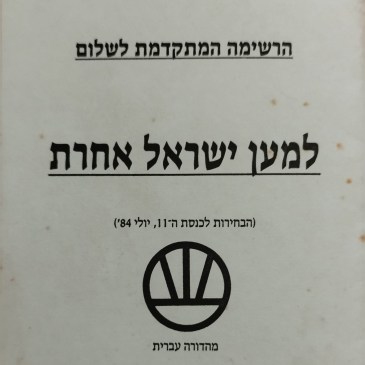 הרשימה המתקדמת לשלום
למען ישראל אחרת
(הבחירות לכנסת ה־11, יולי 84')
מהדורה עברית